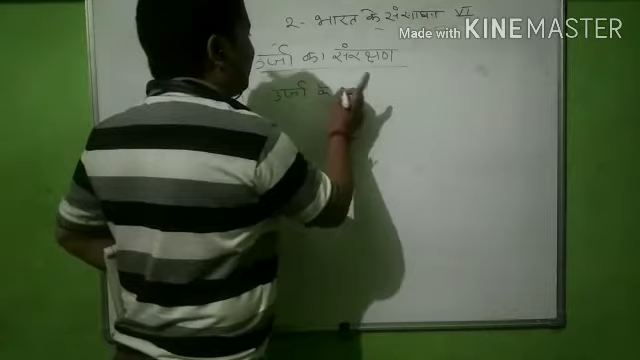 २- भारत के संसाधन VI
Made with KINEMASTER
ऊर्जा का संरक्षण
ऊर्जा के